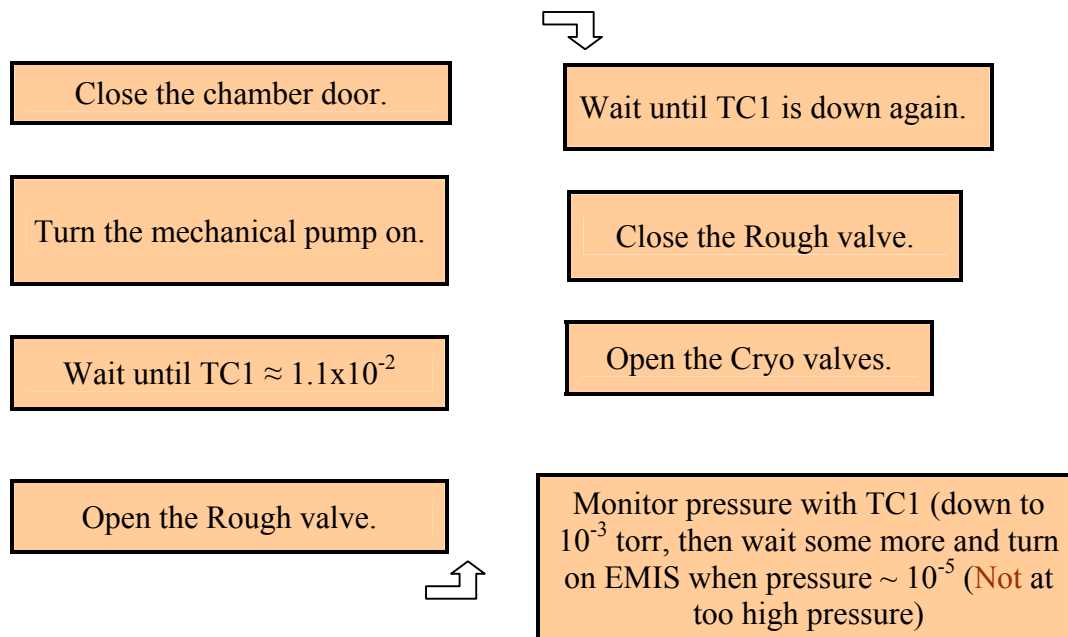 Close the chamber door.
Turn the mechanical pump on.
Wait until TC1 ≈ 1.1x10⁻²
Open the Rough valve.
Wait until TC1 is down again.
Close the Rough valve.
Open the Cryo valves.
Monitor pressure with TC1 (down to
10⁻³ torr, then wait some more and turn
on EMIS when pressure ~ 10⁻⁵ (Not at
too high pressure)